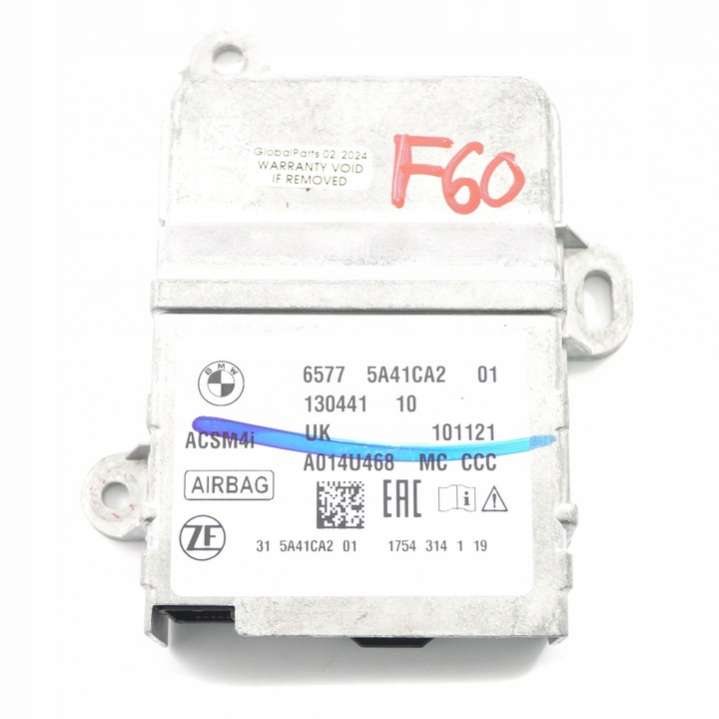 GlobalParts 02.2024
WARRANTY VOID
IF REMOVED
F60
BMW
6577 5A41CA2 01
130441 10
ACSM4i UK 101121
A014U468 MC CCC
AIRBAG
EAC
i
ZF
31 5A41CA2 01 1754 314 1 19